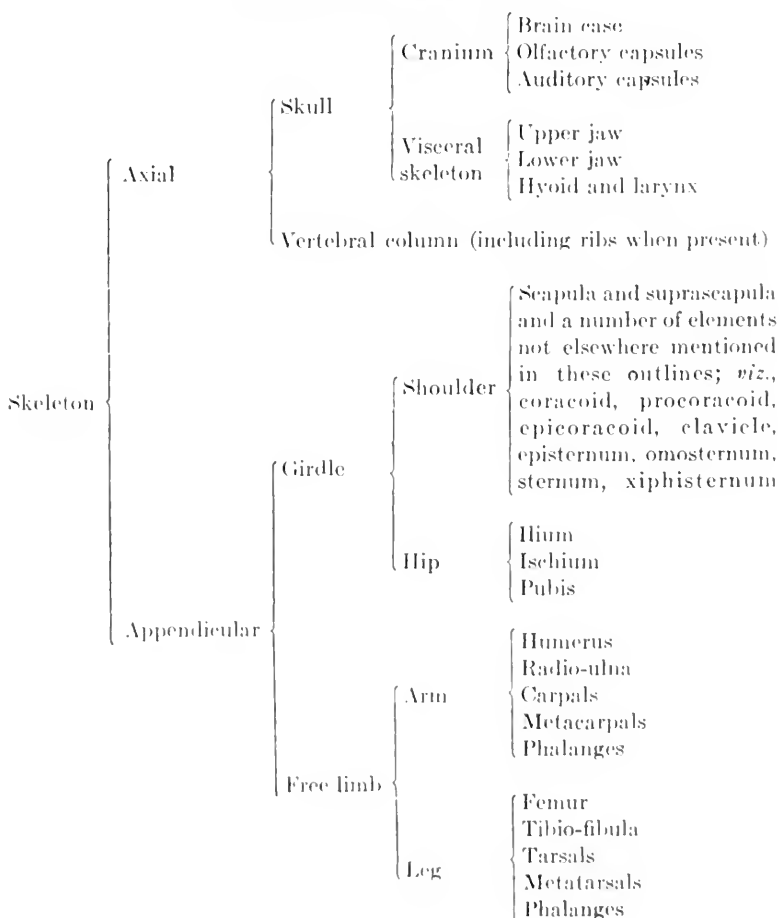 Brain case
Cranium
Olfactory capsules
Auditory capsules
Skull
Upper jaw
Visceral
skeleton
Lower jaw
Hyoid and larynx
Axial
Vertebral column (including ribs when present)
Scapula and suprascapula
and a number of elements
not elsewhere mentioned
in these outlines; viz.,
Shoulder
coracoid, procoracoid,
epicoracoid, clavicle,
episternum, omosternum,
sternum, xiphisternum
Skeleton
Girdle
Ilium
Hip
Ischium
Pubis
Appendicular
Humerus
Radio-ulna
Arm
Carpals
Metacarpals
Phalanges
Free limb
Femur
Tibio-fibula
Leg
Tarsals
Metatarsals
Phalanges